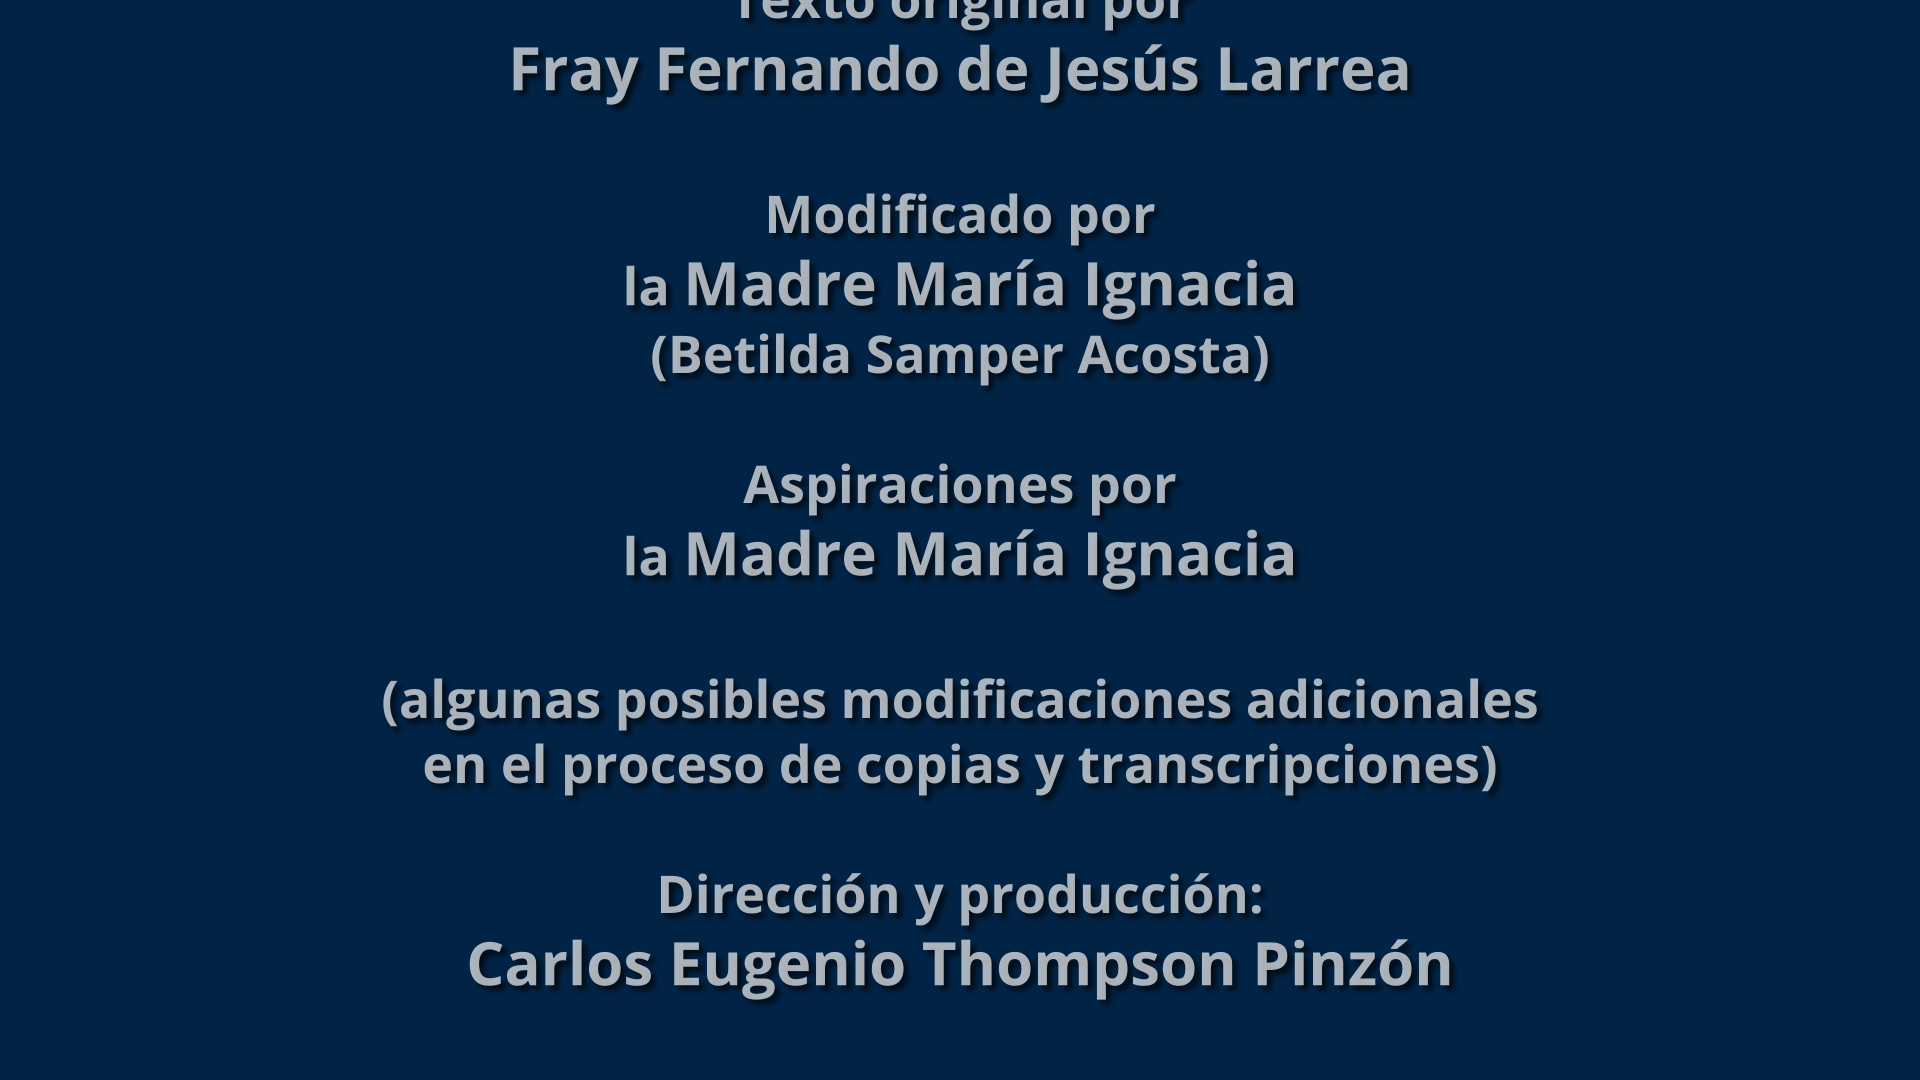 Texto original por
Fray Fernando de Jesús Larrea
Modificado por
la Madre María Ignacia
(Betilda Samper Acosta)
Aspiraciones por
la Madre María Ignacia
(algunas posibles modificaciones adicionales
en el proceso de copias y transcripciones)
Dirección y producción:
Carlos Eugenio Thompson Pinzón